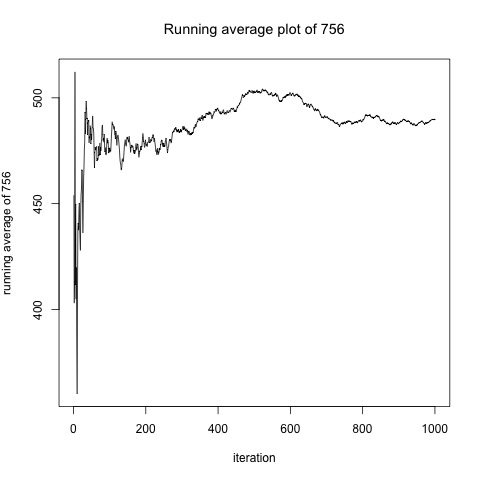 Running average plot of 756
running average of 756
500
450
400
0 200 400 600 800 1000
iteration